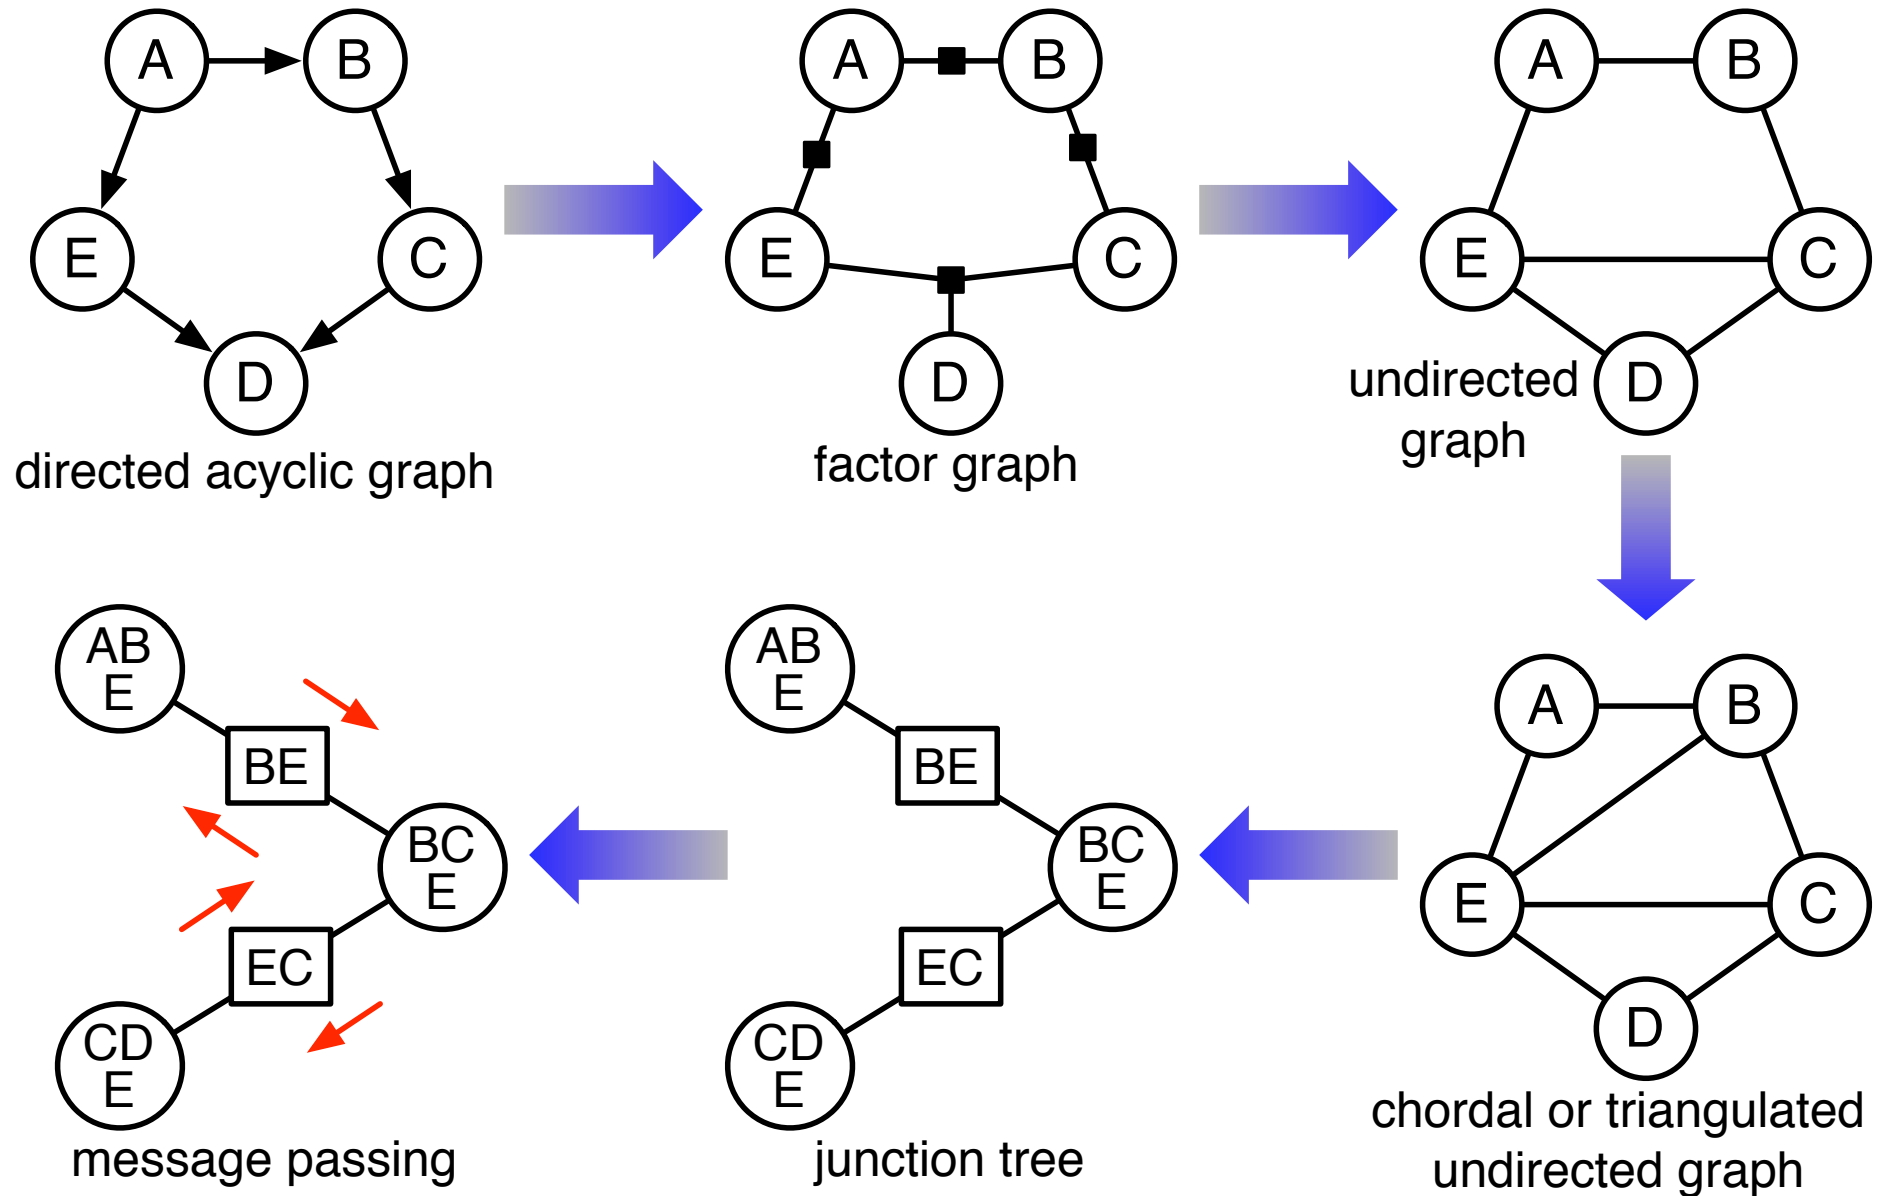 A
B
E
C
D
directed acyclic graph
A
B
E
C
D
factor graph
A
B
E
C
D
undirected
graph
A
B
E
C
D
chordal or triangulated
undirected graph
AB
E
BE
BC
E
EC
CD
E
junction tree
AB
E
BE
BC
E
EC
CD
E
message passing